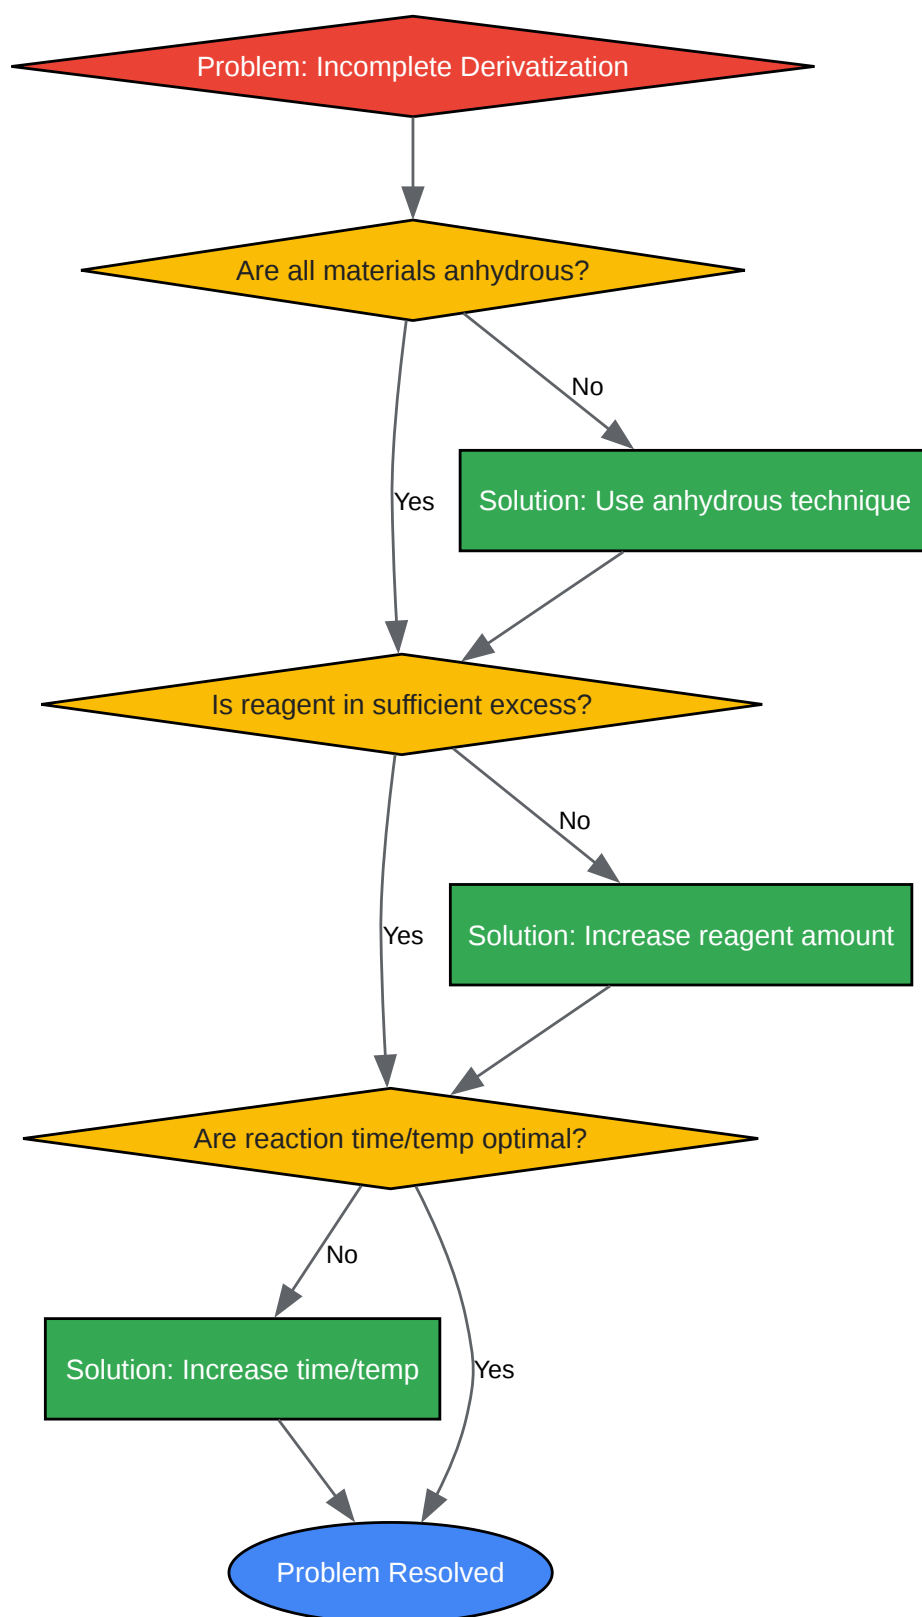 Problem: Incomplete Derivatization
Are all materials anhydrous?
No
Solution: Use anhydrous technique
Yes
Is reagent in sufficient excess?
No
Solution: Increase reagent amount
Yes
Are reaction time/temp optimal?
No
Solution: Increase time/temp
Yes
Problem Resolved